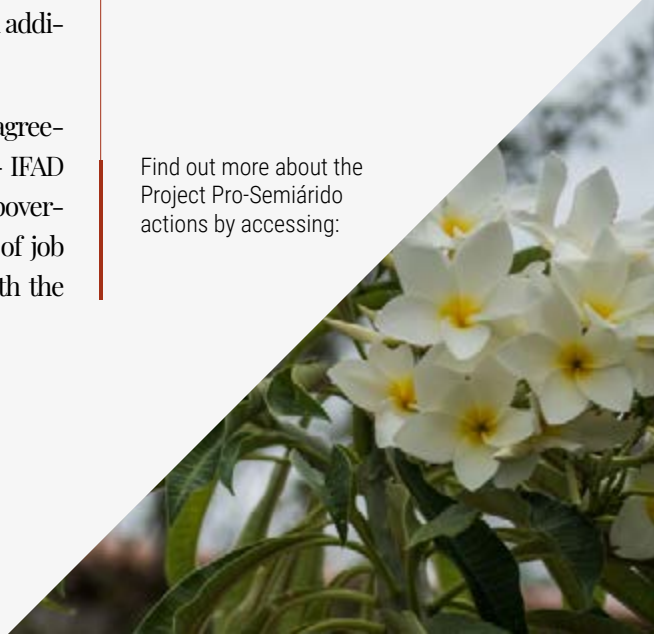 addi-
agree-
- IFAD
pover-
of job
th the
Find out more about the
Project Pro-Semiárido
actions by accessing: